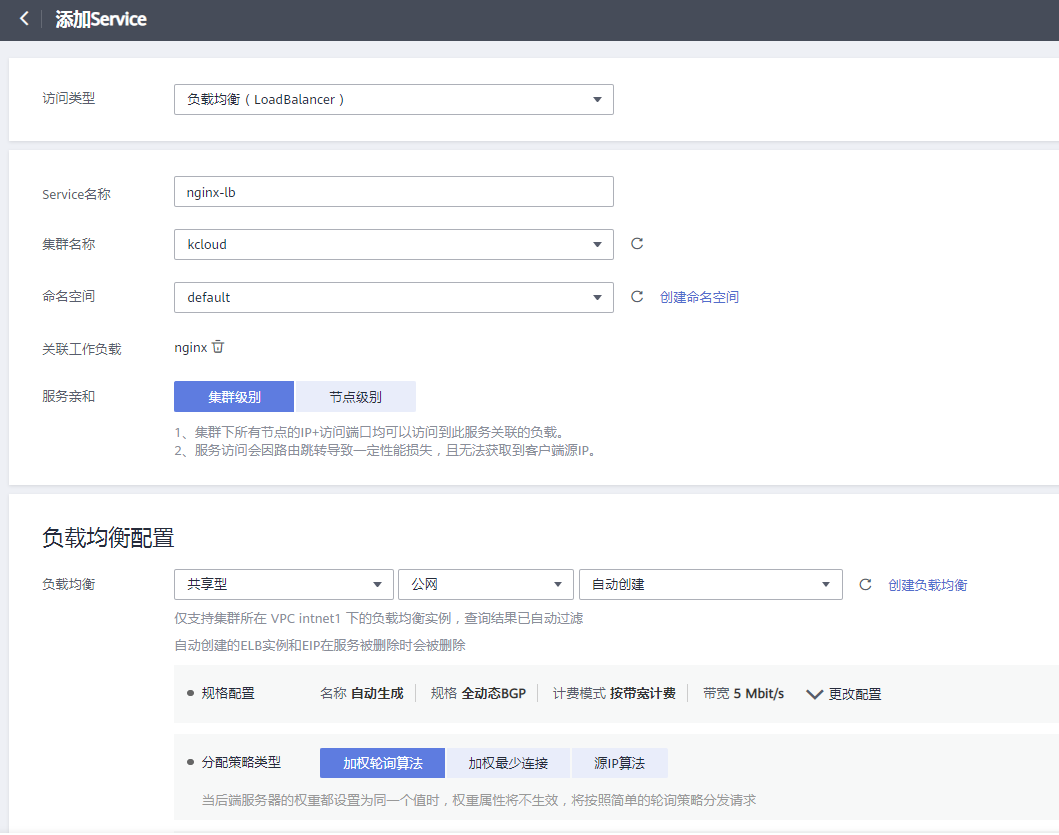 添加Service
访问类型 负载均衡（LoadBalancer）
Service名称 nginx-lb
集群名称 kcloud
命名空间 default 创建命名空间
关联工作负载 nginx
服务亲和 集群级别 节点级别
1、集群下所有节点的IP+访问端口均可以访问到此服务关联的负载。
2、服务访问会因路由跳转导致一定性能损失，且无法获取到客户端源IP。
负载均衡配置
负载均衡 共享型 公网 自动创建 创建负载均衡
仅支持集群所在 VPC intnet1 下的负载均衡实例，查询结果已自动过滤
自动创建的ELB实例和EIP在服务被删除时会被删除
规格配置 名称 自动生成 规格 全动态BGP 计费模式 按带宽计费 带宽 5 Mbit/s 更改配置
分配策略类型 加权轮询算法 加权最少连接 源IP算法
当后端服务器的权重都设置为同一个值时，权重属性将不生效，将按照简单的轮询策略分发请求